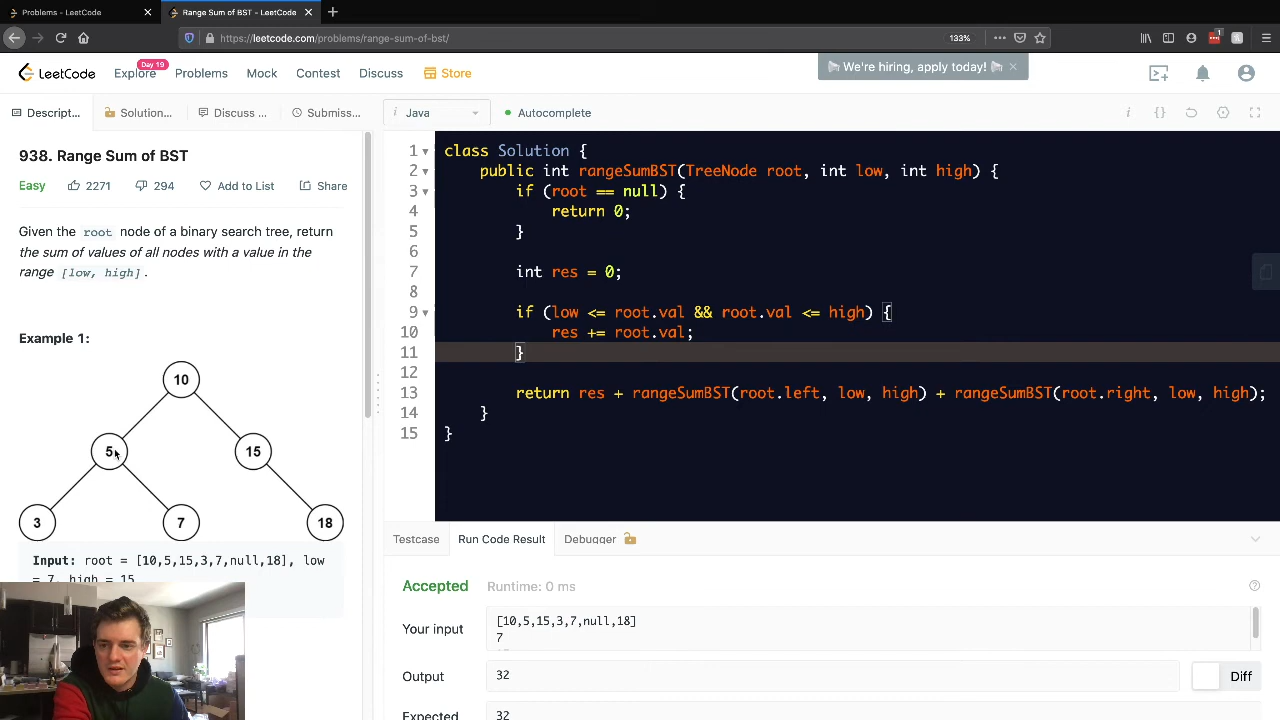 Problems - LeetCode
Range Sum of BST - LeetCode
https://leetcode.com/problems/range-sum-of-bst/
133%
1
LeetCode
Explore
Day 19
Problems
Mock
Contest
Discuss
Store
We're hiring, apply today!
Descript...
Solution...
Discuss ...
Submiss...
i Java
Autocomplete
938. Range Sum of BST
Easy
2271
294
Add to List
Share
Given the root node of a binary search tree, return
the sum of values of all nodes with a value in the
range [low, high].
Example 1:
10
5
15
3
7
18
Input: root = [10,5,15,3,7,null,18], low
= 7, high = 15
1 class Solution {
2 public int rangeSumBST(TreeNode root, int low, int high) {
3 if (root == null) {
4 return 0;
5 }
6
7 int res = 0;
8
9 if (low <= root.val && root.val <= high) {
10 res += root.val;
11 }
12
13 return res + rangeSumBST(root.left, low, high) + rangeSumBST(root.right, low, high);
14 }
15 }
Testcase
Run Code Result
Debugger
Accepted
Runtime: 0 ms
Your input
[10,5,15,3,7,null,18]
7
Output
32
Diff
Expected
32